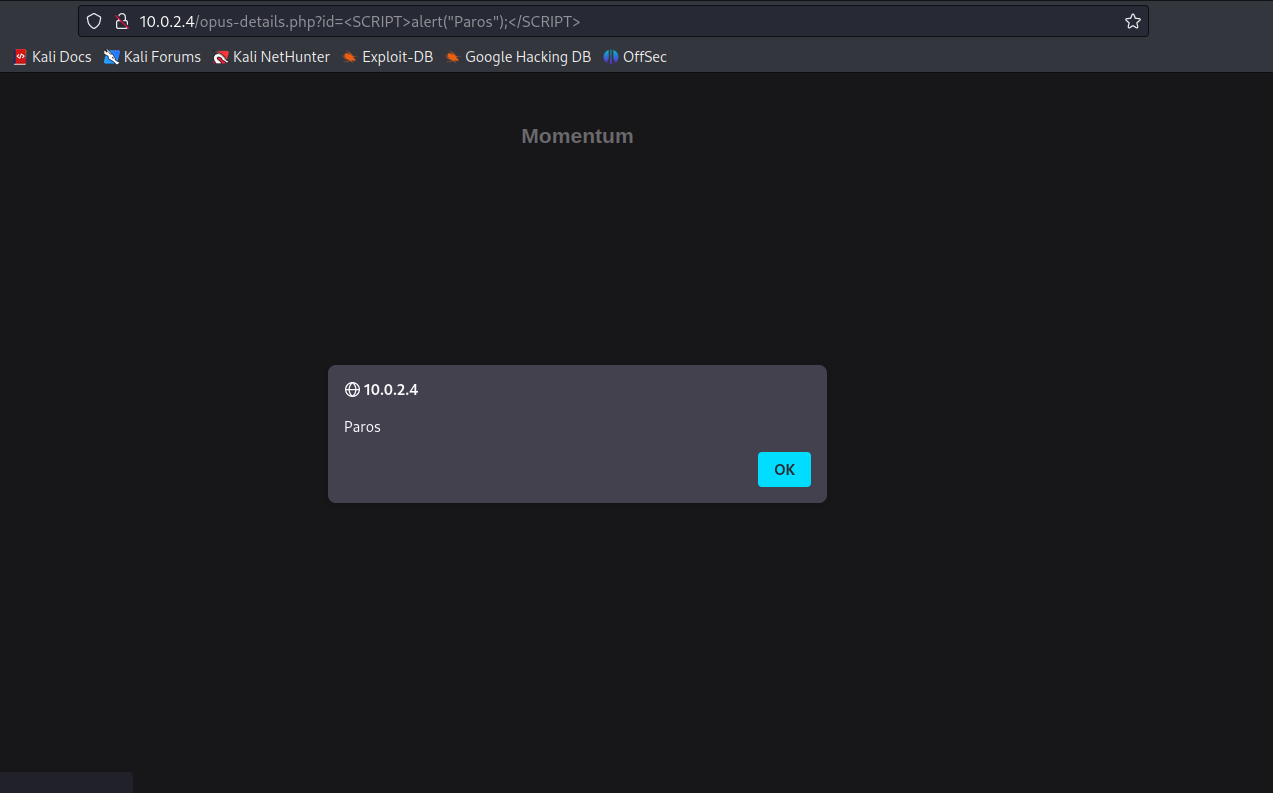 10.0.2.4/opus-details.php?id=<SCRIPT>alert("Paros");</SCRIPT>
Kali Docs Kali Forums Kali NetHunter Exploit-DB Google Hacking DB OffSec
Momentum
10.0.2.4
Paros
OK